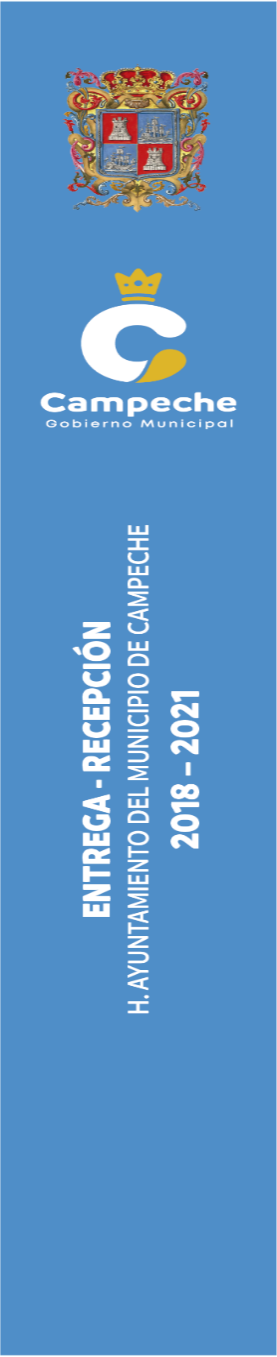 Campeche
Gobierno Municipal
ENTREGA - RECEPCIÓN
H. AYUNTAMIENTO DEL MUNICIPIO DE CAMPECHE
2018 – 2021